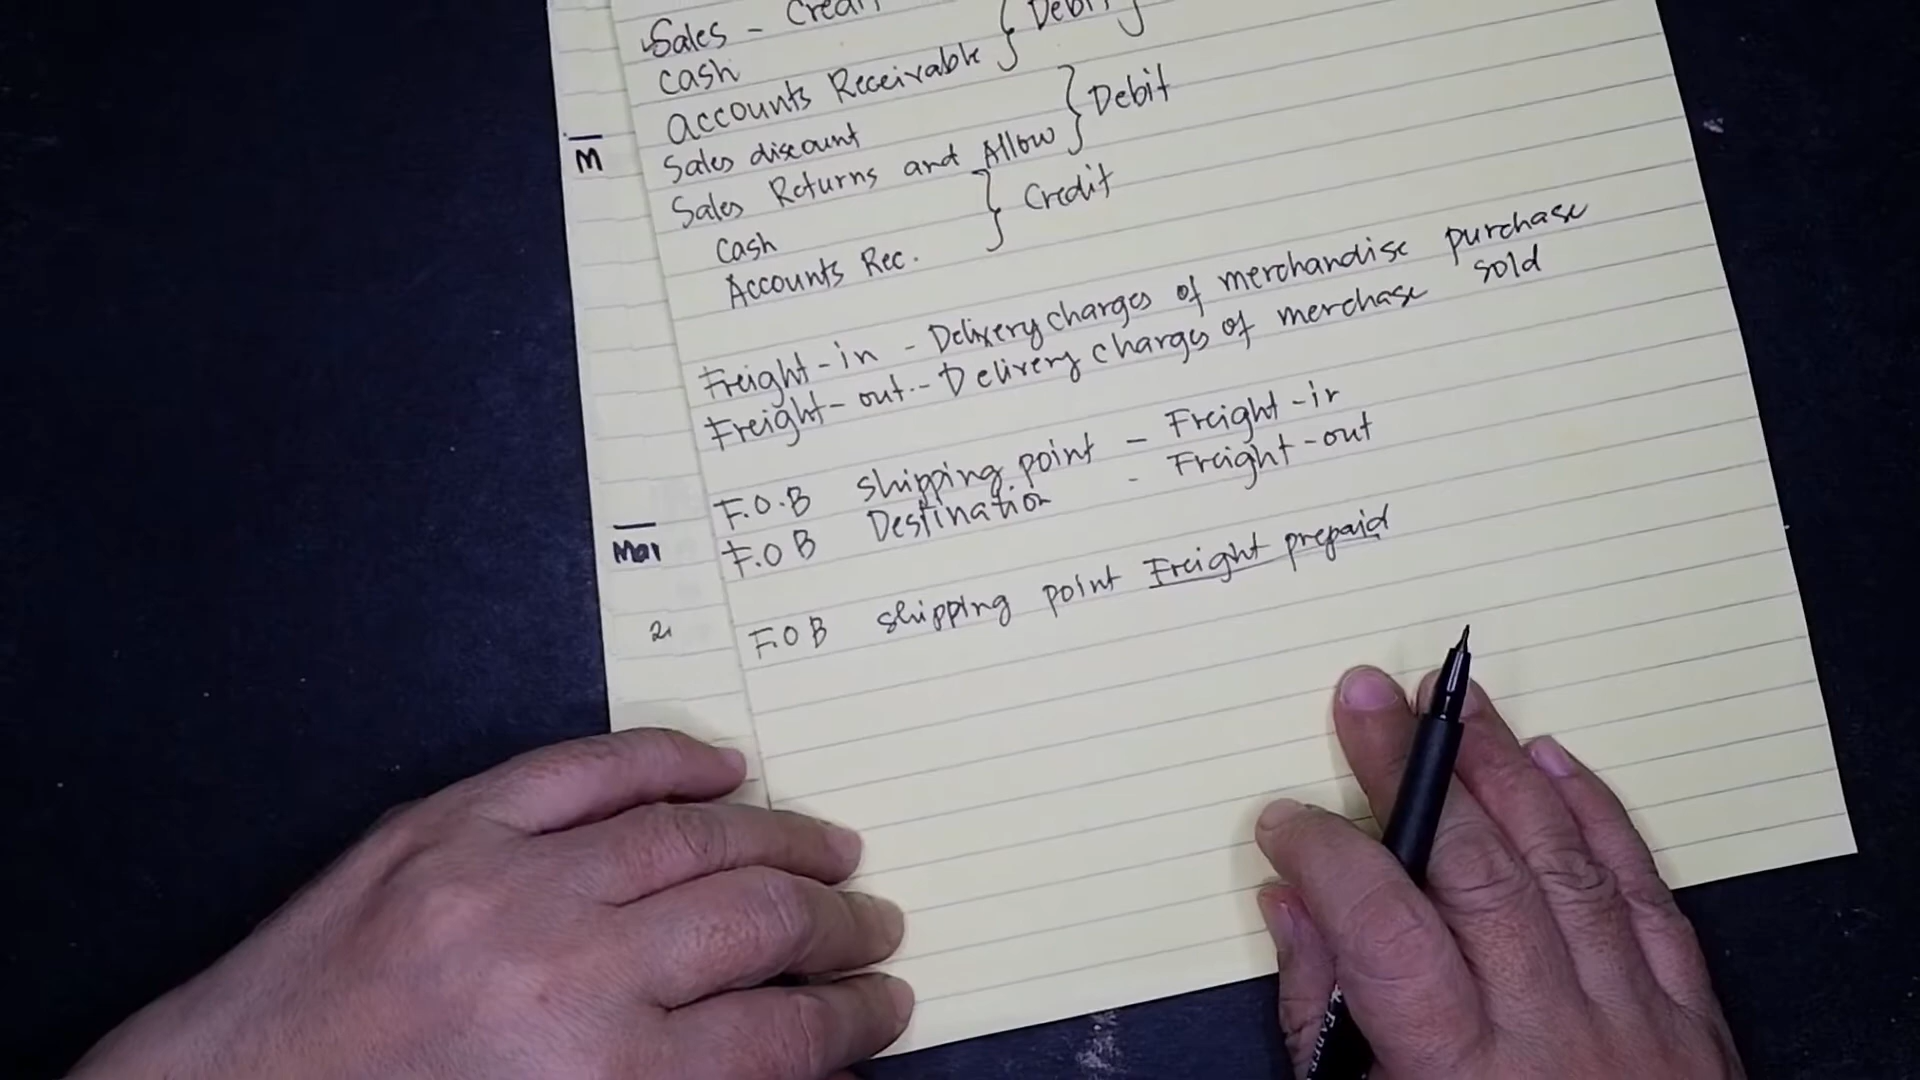 Sales - Credit
Cash
Accounts Receivable } Debit
Sales discount
Sales Returns and Allow } Debit
Cash
Accounts Rec. } Credit
Freight-in - Delivery charges of merchandise purchase
Freight-out - Delivery charges of merchase sold
F.O.B shipping point - Freight-in
F.O B Destination - Freight-out
F.O B shipping point Freight prepaid
M
Mar
2